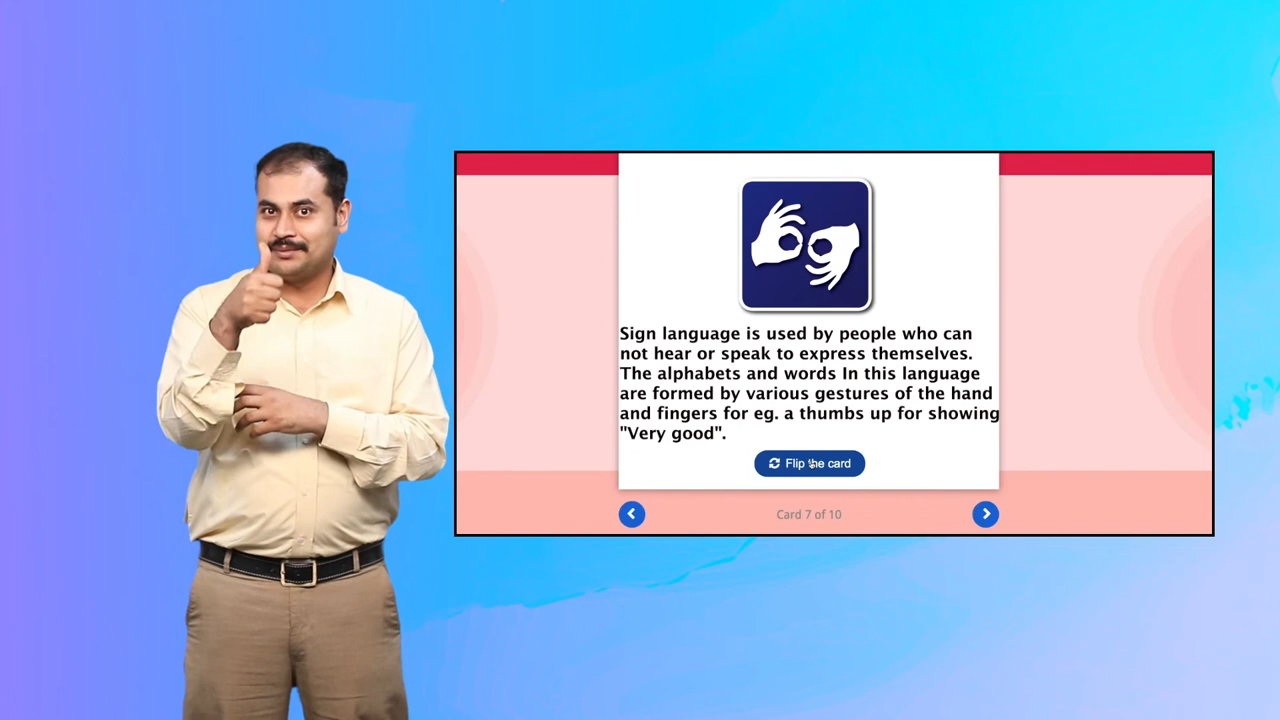 Sign language is used by people who can
not hear or speak to express themselves.
The alphabets and words In this language
are formed by various gestures of the hand
and fingers for eg. a thumbs up for showing
"Very good".
Flip the card
Card 7 of 10